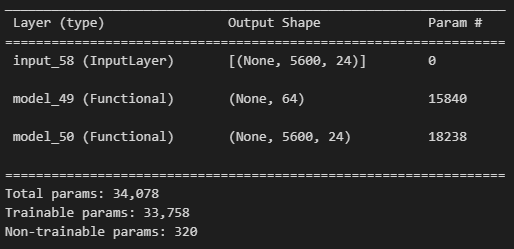 Layer (type) Output Shape Param #
input_58 (InputLayer) [(None, 5600, 24)] 0
model_49 (Functional) (None, 64) 15840
model_50 (Functional) (None, 5600, 24) 18238
Total params: 34,078
Trainable params: 33,758
Non-trainable params: 320